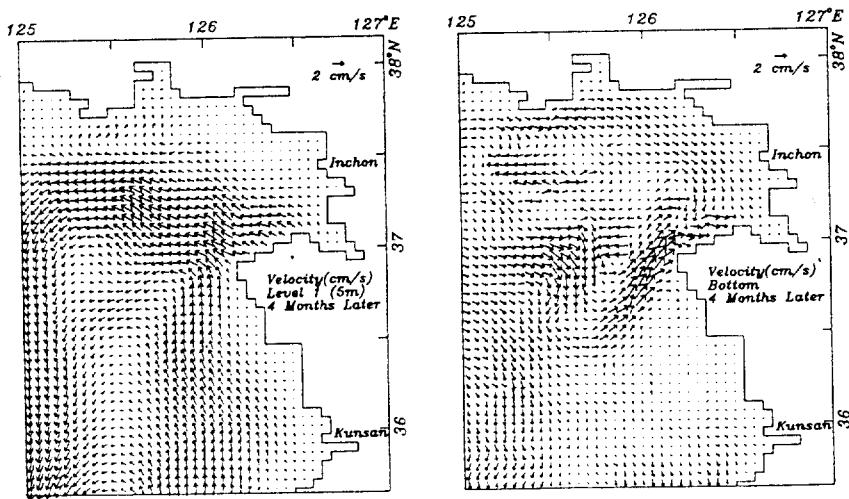 125 126 127°E
38°N
2 cm/s
Inchon
37
Velocity(cm/s)
Level 1 (5m)
4 Months Later
36
Kunsan
125 126 127°E
38°N
2 cm/s
Inchon
37
Velocity(cm/s)
Bottom
4 Months Later
36
Kunsan